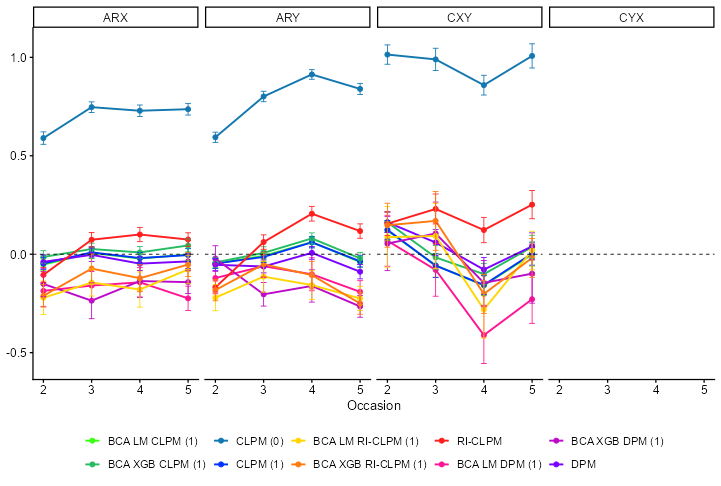 ARX ARY CXY CYX
1.0
0.5
0.0
-0.5
2 3 4 5 2 3 4 5 2 3 4 5 2 3 4 5
Occasion
BCA LM CLPM (1) CLPM (0) BCA LM RI-CLPM (1) RI-CLPM BCA XGB DPM (1)
BCA XGB CLPM (1) CLPM (1) BCA XGB RI-CLPM (1) BCA LM DPM (1) DPM